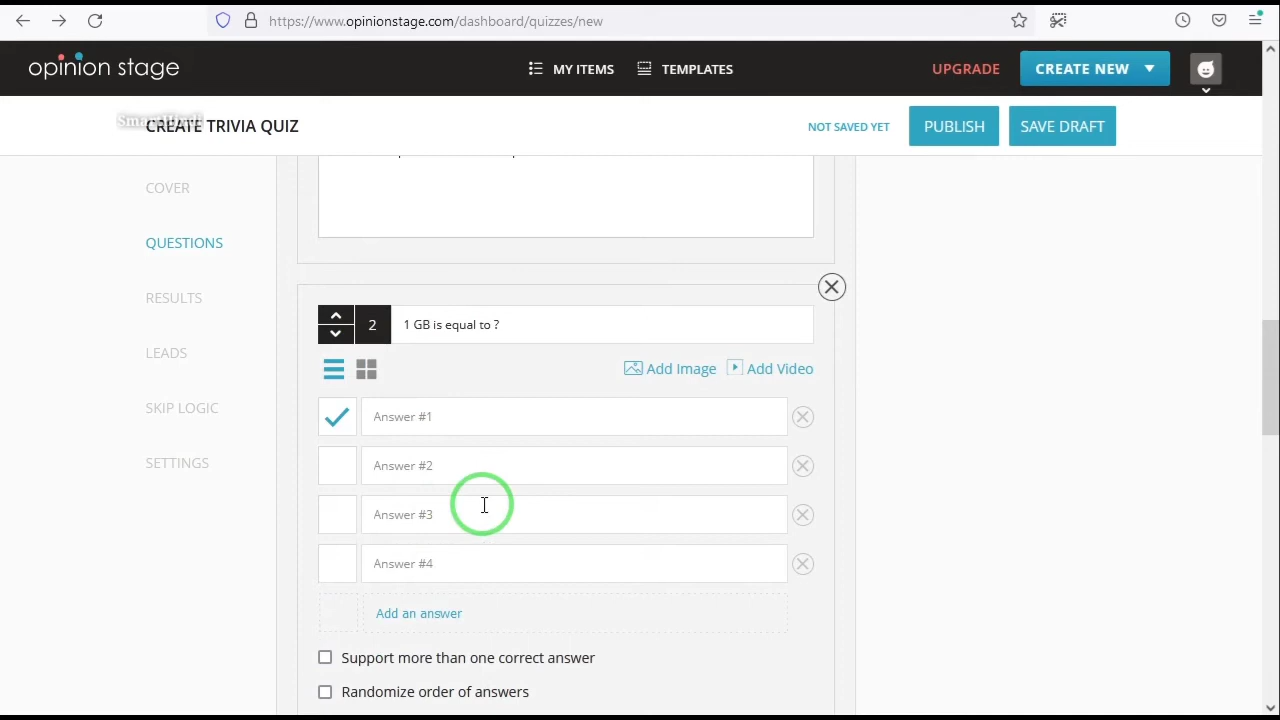 https://www.opinionstage.com/dashboard/quizzes/new
opinion stage
MY ITEMS
TEMPLATES
UPGRADE
CREATE NEW
CREATE TRIVIA QUIZ
NOT SAVED YET
PUBLISH
SAVE DRAFT
COVER
QUESTIONS
RESULTS
LEADS
SKIP LOGIC
SETTINGS
2
1 GB is equal to ?
Add Image
Add Video
Answer #1
Answer #2
Answer #3
Answer #4
Add an answer
Support more than one correct answer
Randomize order of answers